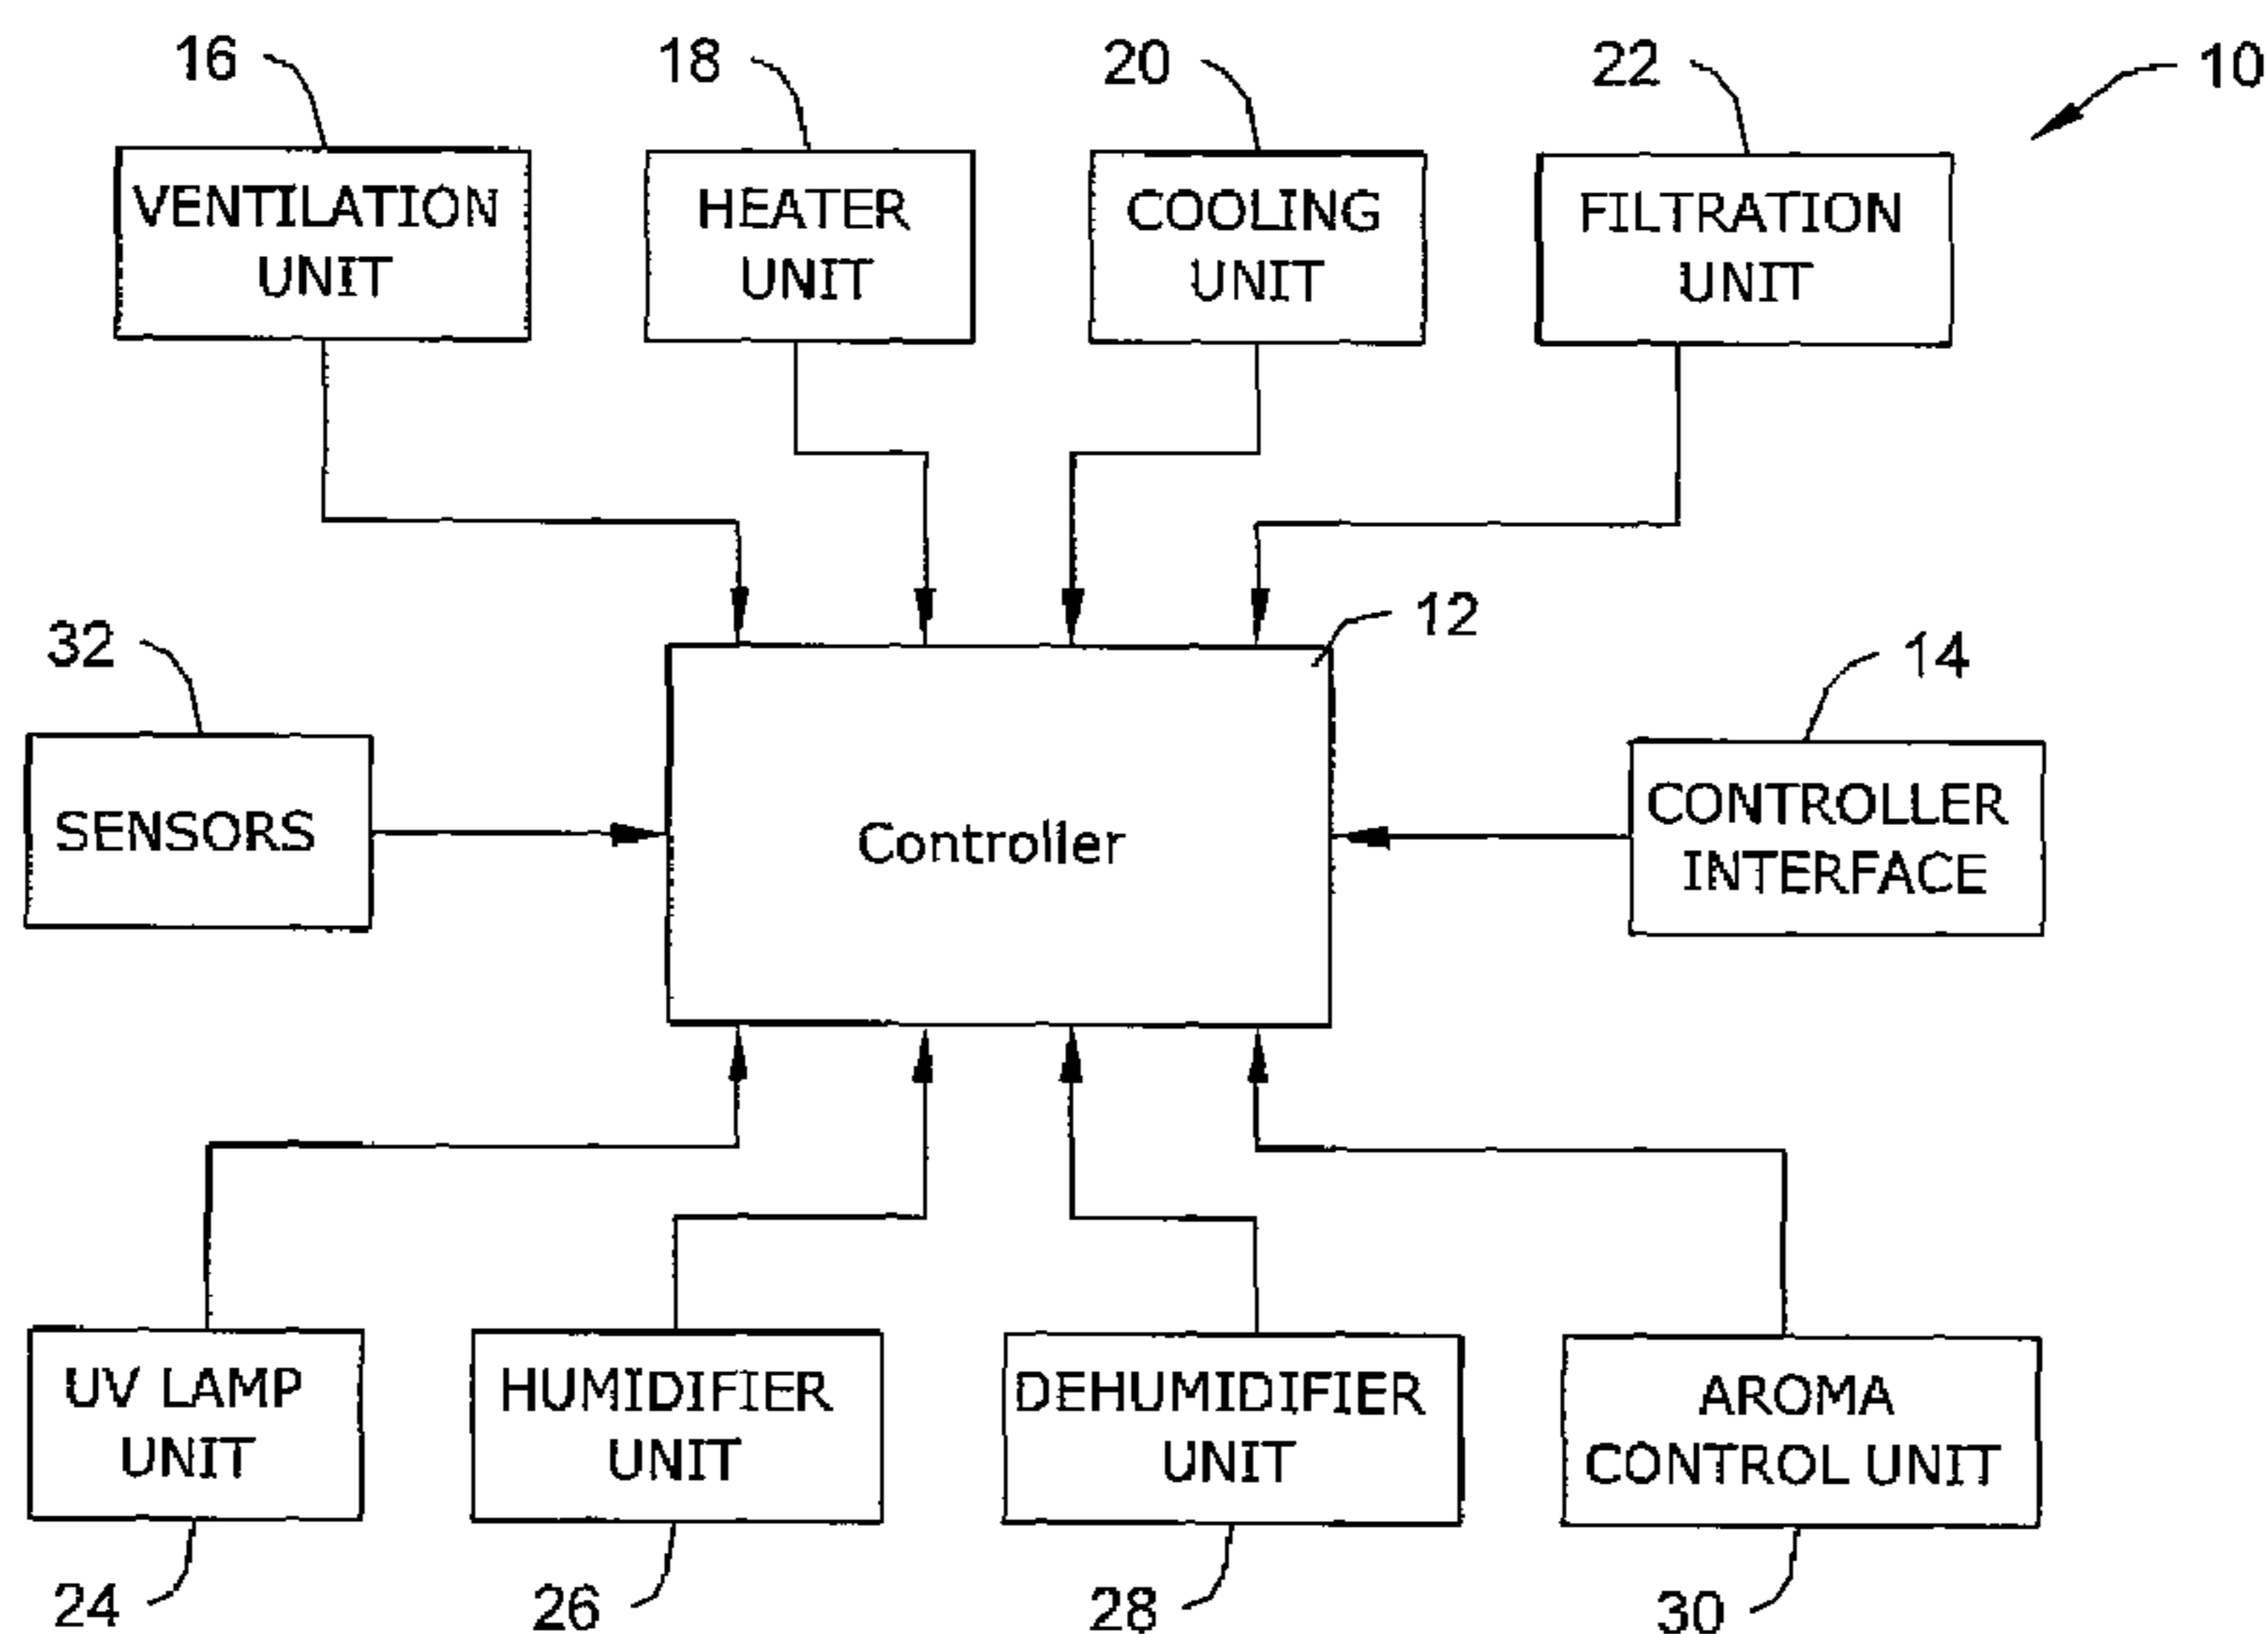 16
18
20
22
10
VENTILATION
UNIT
HEATER
UNIT
COOLING
UNIT
FILTRATION
UNIT
12
32
14
SENSORS
Controller
CONTROLLER
INTERFACE
UV LAMP
UNIT
HUMIDIFIER
UNIT
DEHUMIDIFIER
UNIT
AROMA
CONTROL UNIT
24
26
28
30